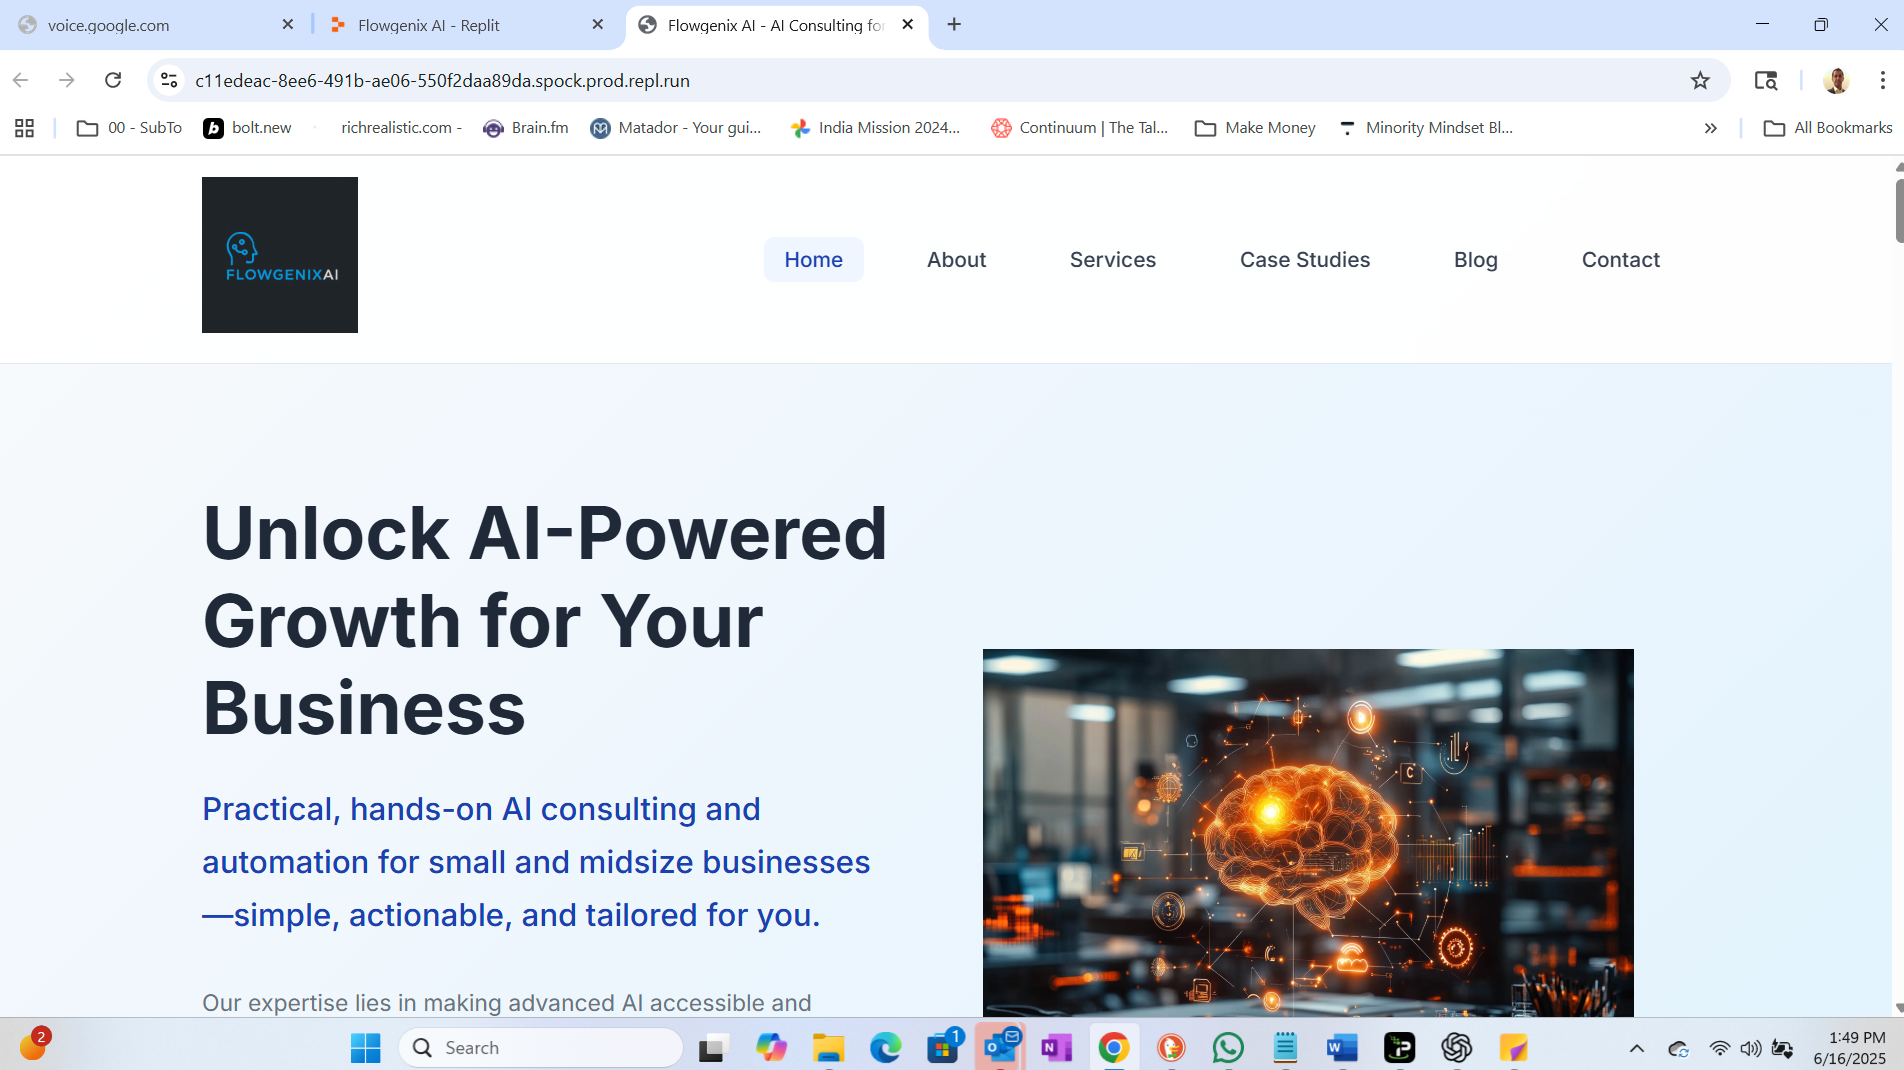 voice.google.com
Flowgenix AI - Replit
Flowgenix AI - AI Consulting for
c11edeac-8ee6-491b-ae06-550f2daa89da.spock.prod.repl.run
00 - SubTo
bolt.new
richrealistic.com -
Brain.fm
Matador - Your gui...
India Mission 2024...
Continuum | The Tal...
Make Money
Minority Mindset Bl...
All Bookmarks
FLOWGENIXAI
Home
About
Services
Case Studies
Blog
Contact
Unlock AI-Powered
Growth for Your
Business
Practical, hands-on AI consulting and
automation for small and midsize businesses
—simple, actionable, and tailored for you.
Our expertise lies in making advanced AI accessible and
C
2
Search
1
1:49 PM
6/16/2025